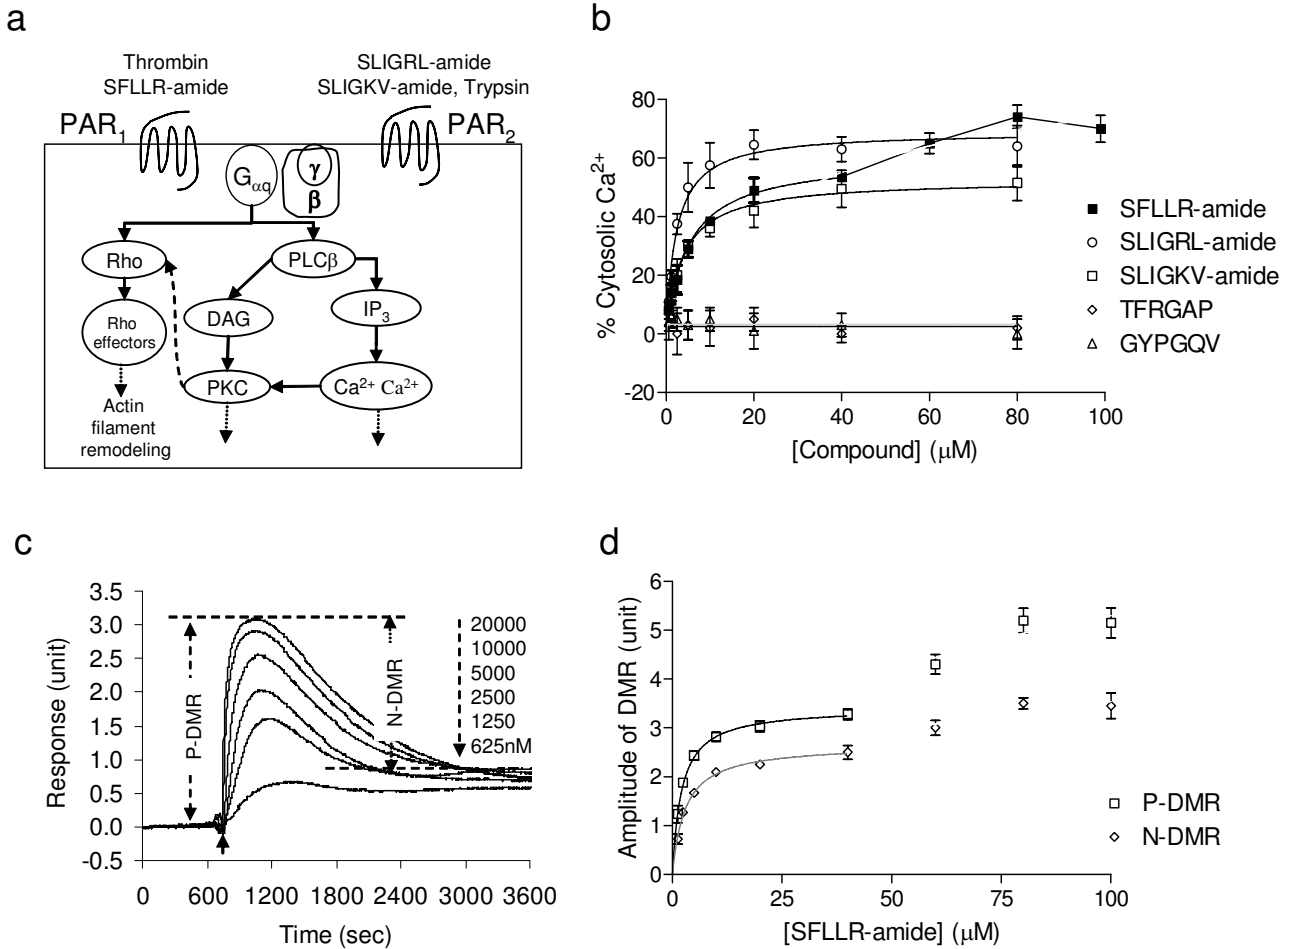 a
Thrombin
SFLLR-amide
SLIGRL-amide
SLIGKV-amide, Trypsin
PAR1
PAR2
Gαq
γ
β
Rho
PLCβ
DAG
IP3
Rho
effectors
PKC
Ca2+ Ca2+
Actin
filament
remodeling
b
% Cytosolic Ca2+
80
60
40
20
0
-20
0
20
40
60
80
100
[Compound] (μM)
SFLLR-amide
SLIGRL-amide
SLIGKV-amide
TFRGAP
GYPGQV
c
Response (unit)
3.5
3.0
2.5
2.0
1.5
1.0
0.5
0.0
-0.5
P-DMR
N-DMR
20000
10000
5000
2500
1250
625nM
0 600 1200 1800 2400 3000 3600
Time (sec)
d
Amplitude of DMR (unit)
6
5
4
3
2
1
0
0
25
50
75
100
[SFLLR-amide] (μM)
P-DMR
N-DMR